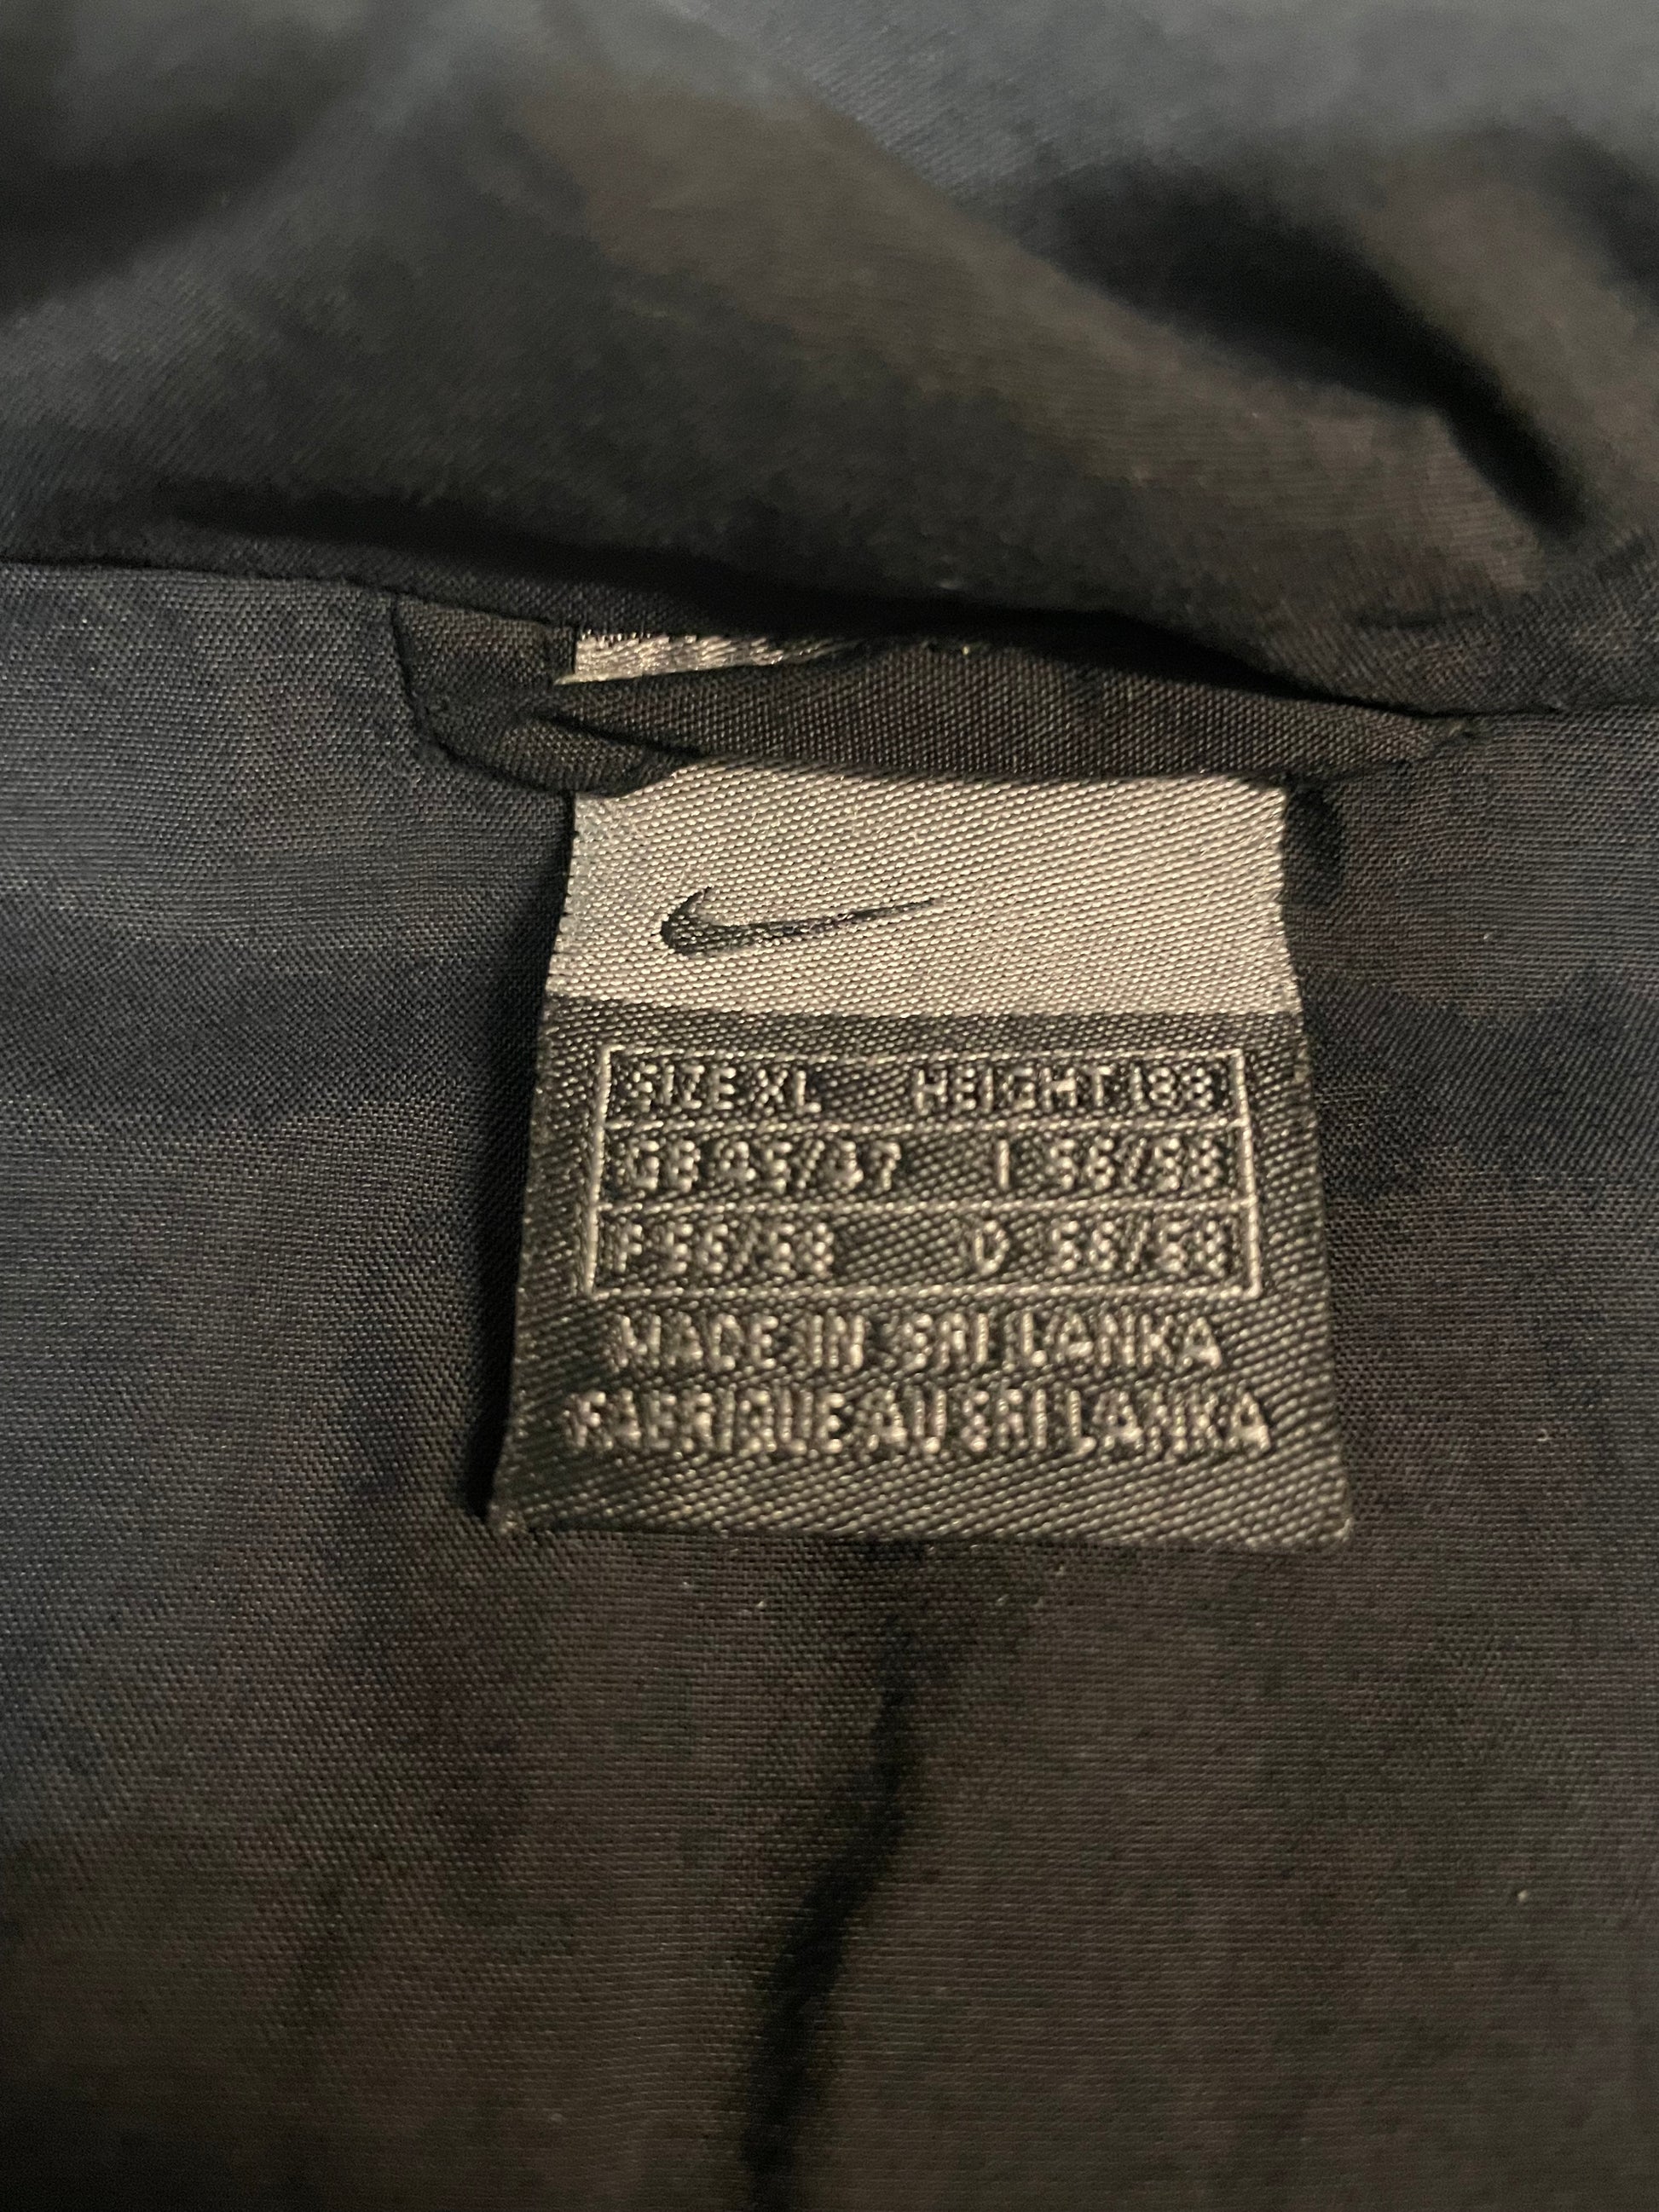 SIZE XL HEIGHT 188
GB 45/47 I 56/58
F 56/58 D 56/58
MADE IN SRI LANKA
FABRIQUE AU SRI LANKA